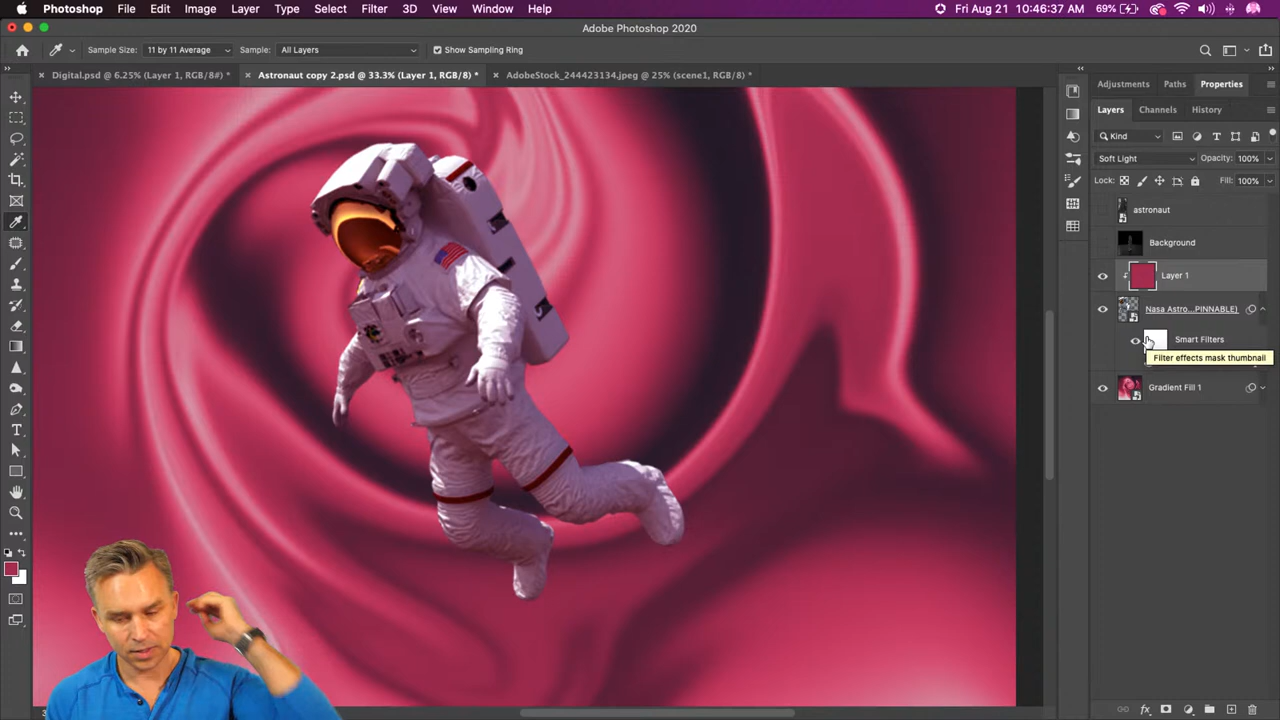 Photoshop File Edit Image Layer Type Select Filter 3D View Window Help Fri Aug 21 10:46:37 AM 69%
Adobe Photoshop 2020
Sample Size: 11 by 11 Average Sample: All Layers Show Sampling Ring
Digital.psd @ 6.25% (Layer 1, RGB/8#) * Astronaut copy 2.psd @ 33.3% (Layer 1, RGB/8) * AdobeStock_244423134.jpeg @ 25% (scene1, RGB/8) *
Adjustments Paths Properties
Layers Channels History
Kind
Soft Light Opacity: 100%
Lock: Fill: 100%
astronaut
Background
Layer 1
Nasa Astro...PINNABLE)
Smart Filters
Filter effects mask thumbnail
Gradient Fill 1